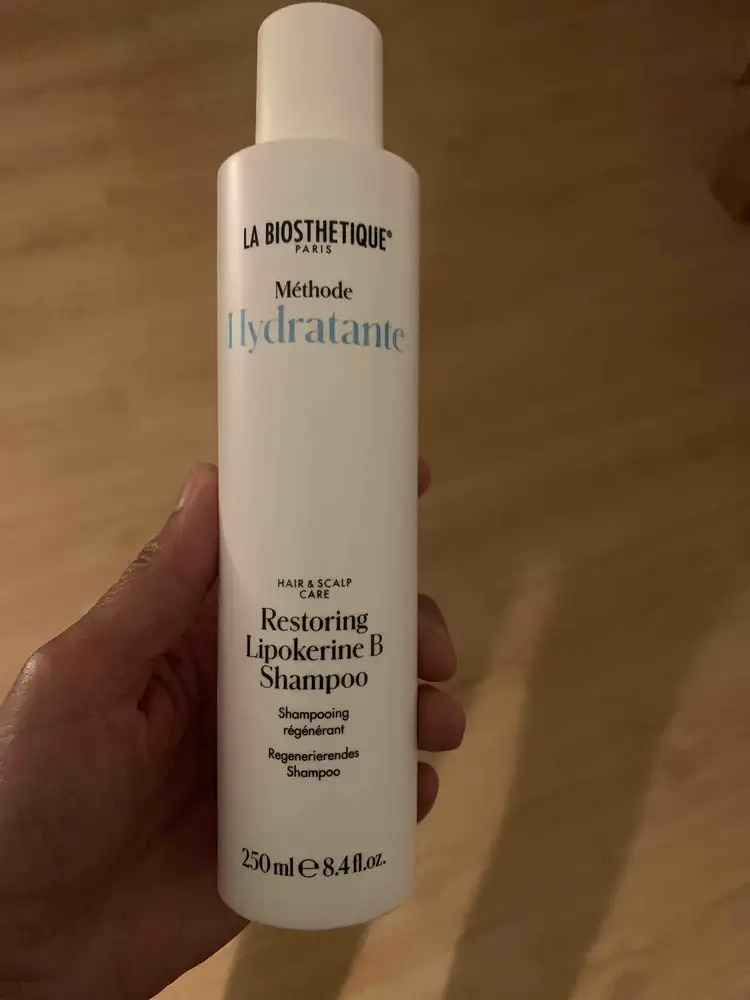 LA BIOSTHETIQUE®
PARIS
Méthode
Hydratante
HAIR & SCALP
CARE
Restoring
Lipokerine B
Shampoo
Shampooing
régénérant
Regenerierendes
Shampoo
250 ml ℮ 8.4 fl.oz.